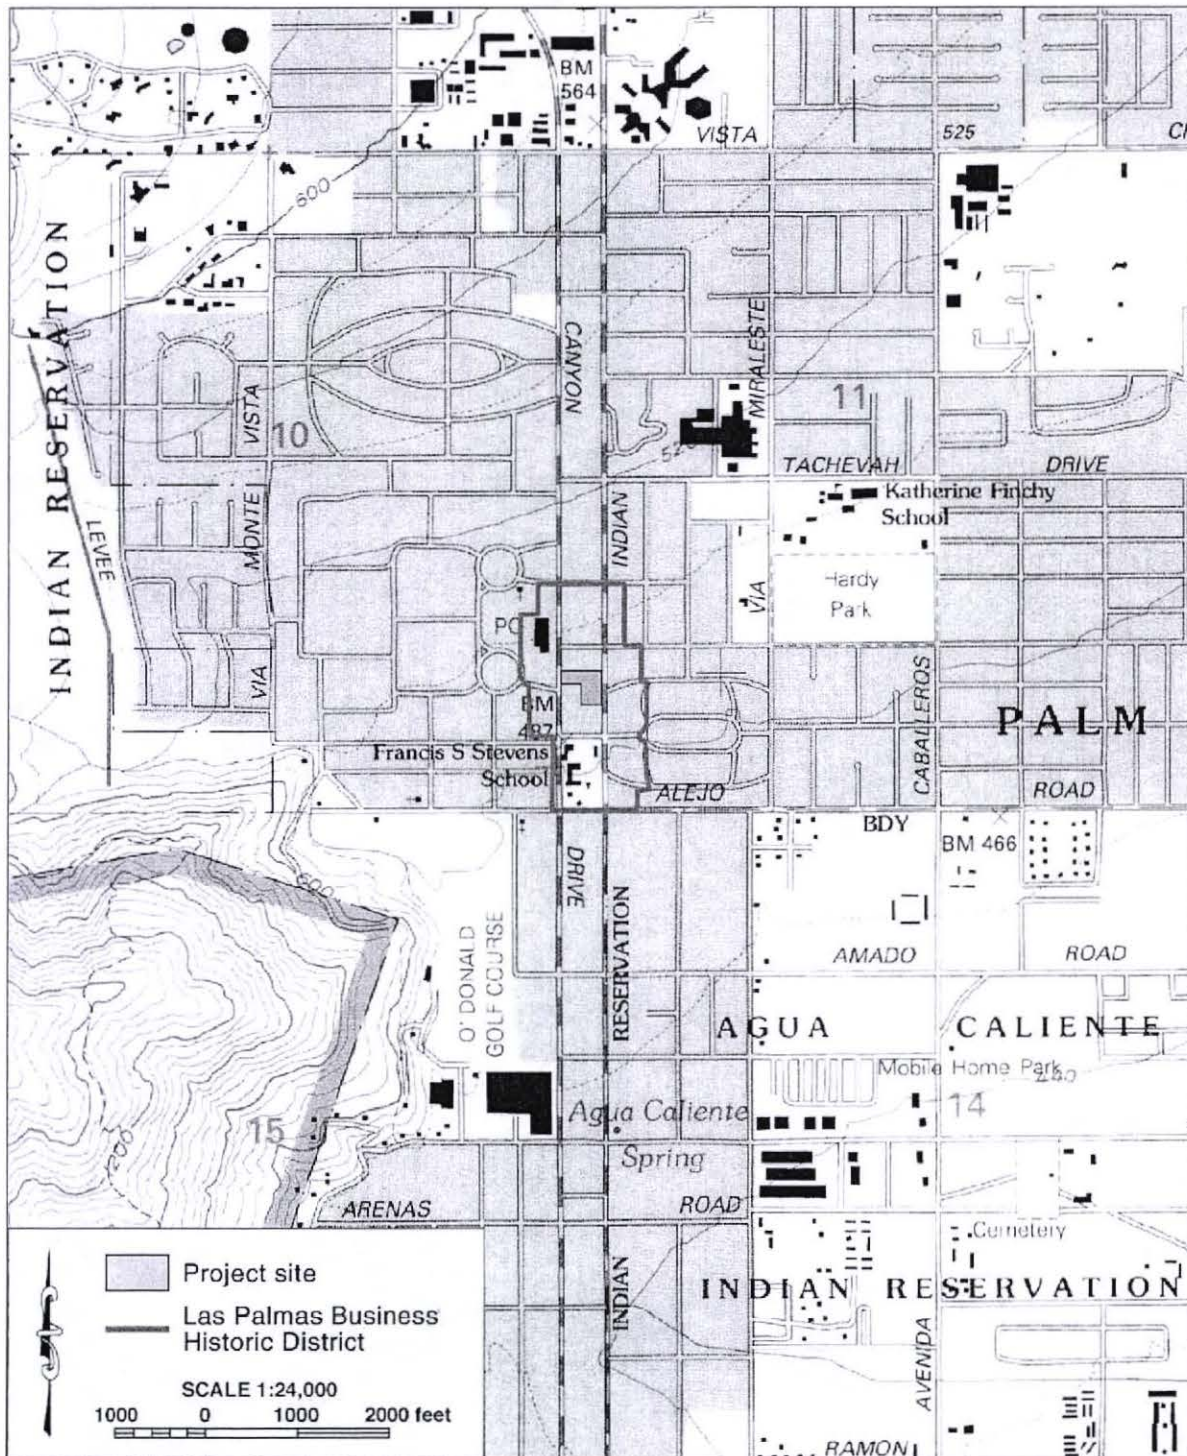 BM
564
VISTA
525
600
INDIAN RESERVATION
CANYON
MIRALESTE
VISTA
10
11
TACHEVAH
DRIVE
MONTE
LEVEE
INDIAN
Katherine Finchy
School
Hardy
Park
VIA
VIA
PO
BM
487
CABALLEROS
PALM
Francis S Stevens
School
ALEJO
ROAD
BDY
BM 466
600
DRIVE
RESERVATION
O' DONALD
GOLF COURSE
AMADO
ROAD
AGUA
CALIENTE
Mobile Home Park
14
Agua Caliente
Spring
15
1200
ARENAS
ROAD
Cemetery
INDIAN
INDIAN RESERVATION
AVENIDA
RAMON
Project site
Las Palmas Business
Historic District
SCALE 1:24,000
1000 0 1000 2000 feet